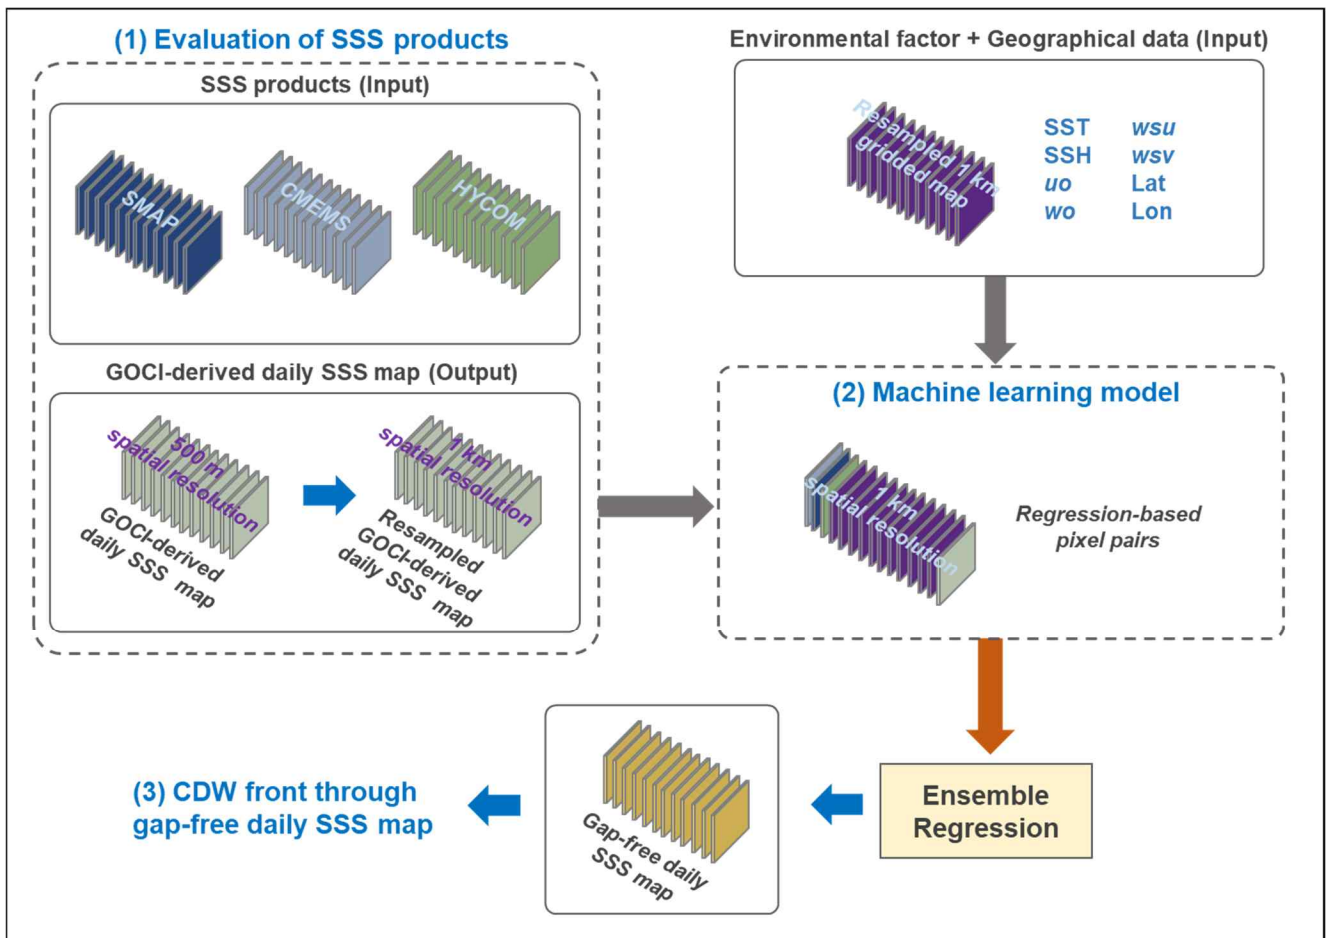 (1) Evaluation of SSS products
SSS products (Input)
SMAP
CMEMS
HYCOM
GOCI-derived daily SSS map (Output)
500 m
spatial resolution
GOCI-derived
daily SSS map
1 km
spatial resolution
Resampled
GOCI-derived
daily SSS map
Environmental factor + Geographical data (Input)
Resampled 1 km
gridded map
SST wsu
SSH wsv
uo Lat
wo Lon
(2) Machine learning model
1 km
spatial resolution
Regression-based
pixel pairs
Ensemble
Regression
Gap-free daily
SSS map
(3) CDW front through
gap-free daily SSS map